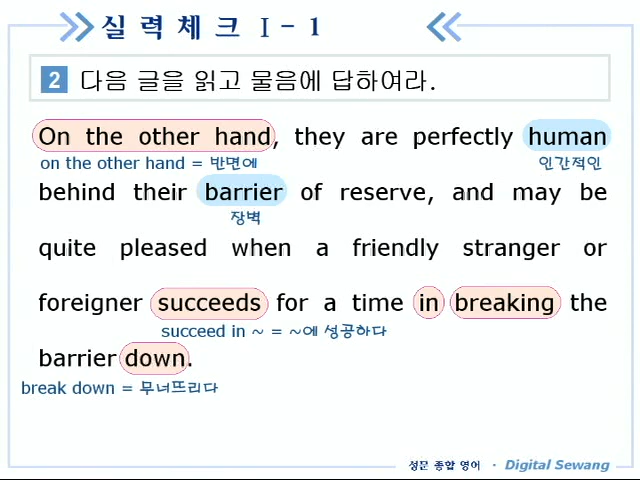 실 력 체 크 I - 1
2 다음 글을 읽고 물음에 답하여라.
On the other hand, they are perfectly human
on the other hand = 반면에 인간적인
behind their barrier of reserve, and may be
장벽
quite pleased when a friendly stranger or
foreigner succeeds for a time in breaking the
succeed in ~ = ~에 성공하다
barrier down.
break down = 무너뜨리다
정문 종합 영어 · Digital Sewang